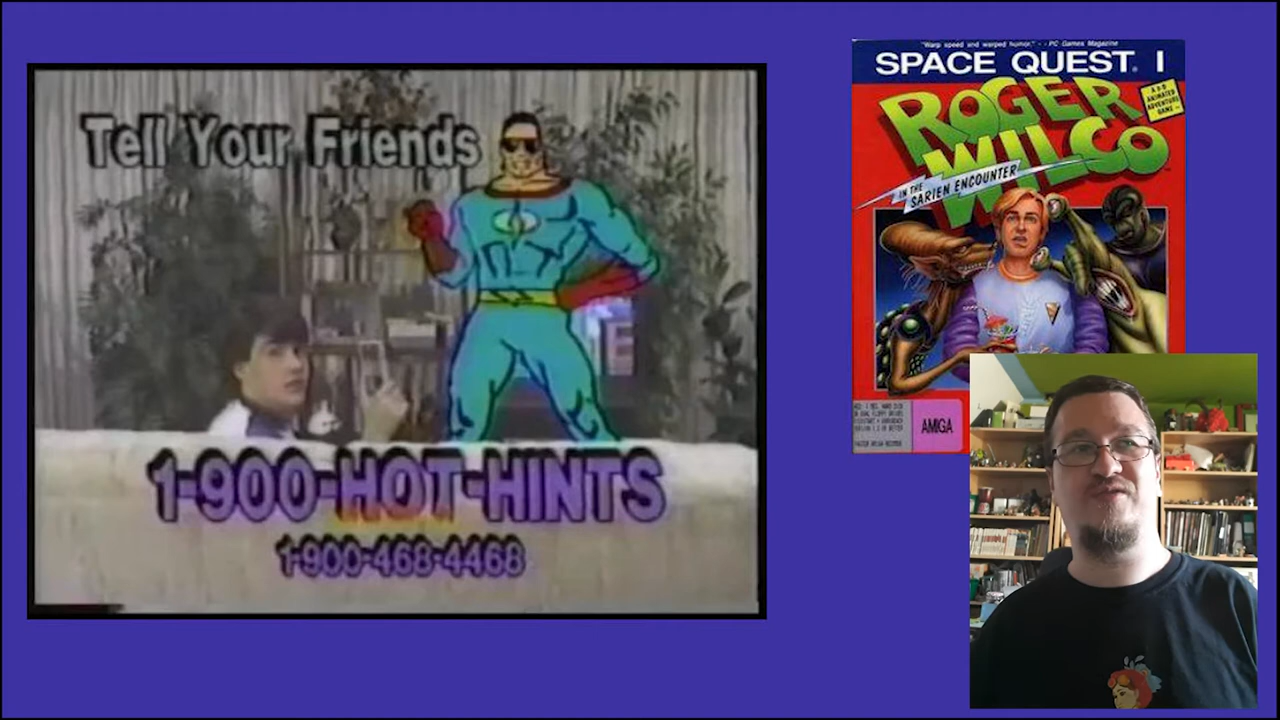 Tell Your Friends
1-900-HOT-HINTS
1-900-468-4468
"Warp speed and warped humor." -- PC Games Magazine
SPACE QUEST I
ROGER
WILCO
A 3-D
ANIMATED
ADVENTURE
GAME
IN THE
SARIEN ENCOUNTER
AMIGA